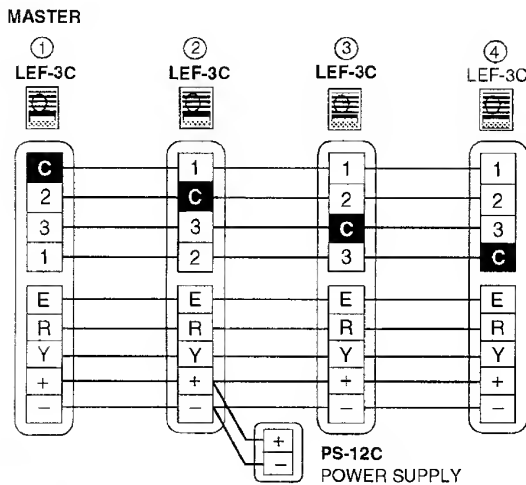 MASTER
① ② ③ ④
LEF-3C LEF-3C LEF-3C LEF-3C
C 1 1 1
2 C 2 2
3 3 C 3
1 2 3 C
E E E E
R R R R
Y Y Y Y
+ + + +
− − − −
+
− PS-12C
POWER SUPPLY